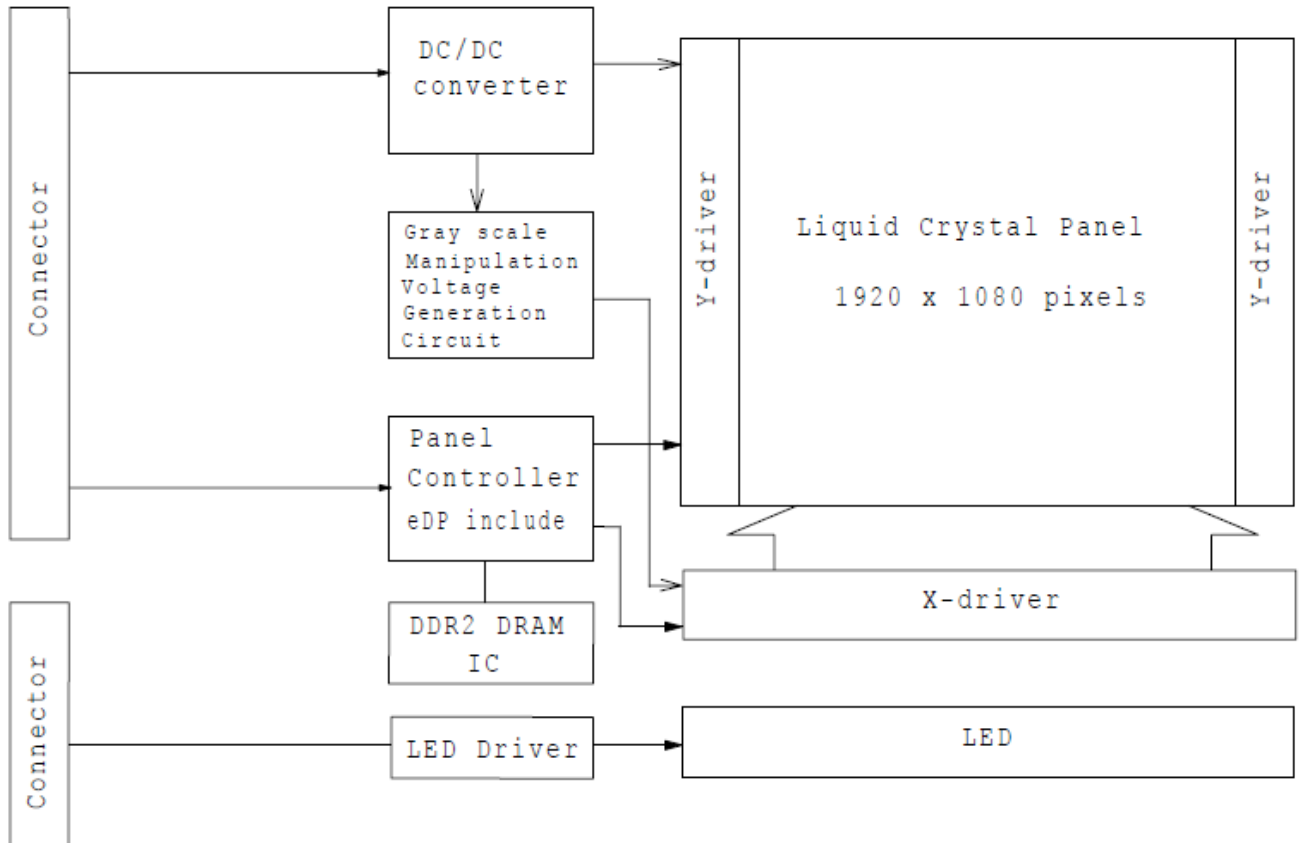 Connector
DC/DC
converter
Gray scale
Manipulation
Voltage
Generation
Circuit
Panel
Controller
eDP include
DDR2 DRAM
IC
Y-driver
Liquid Crystal Panel
1920 x 1080 pixels
Y-driver
X-driver
Connector
LED Driver
LED